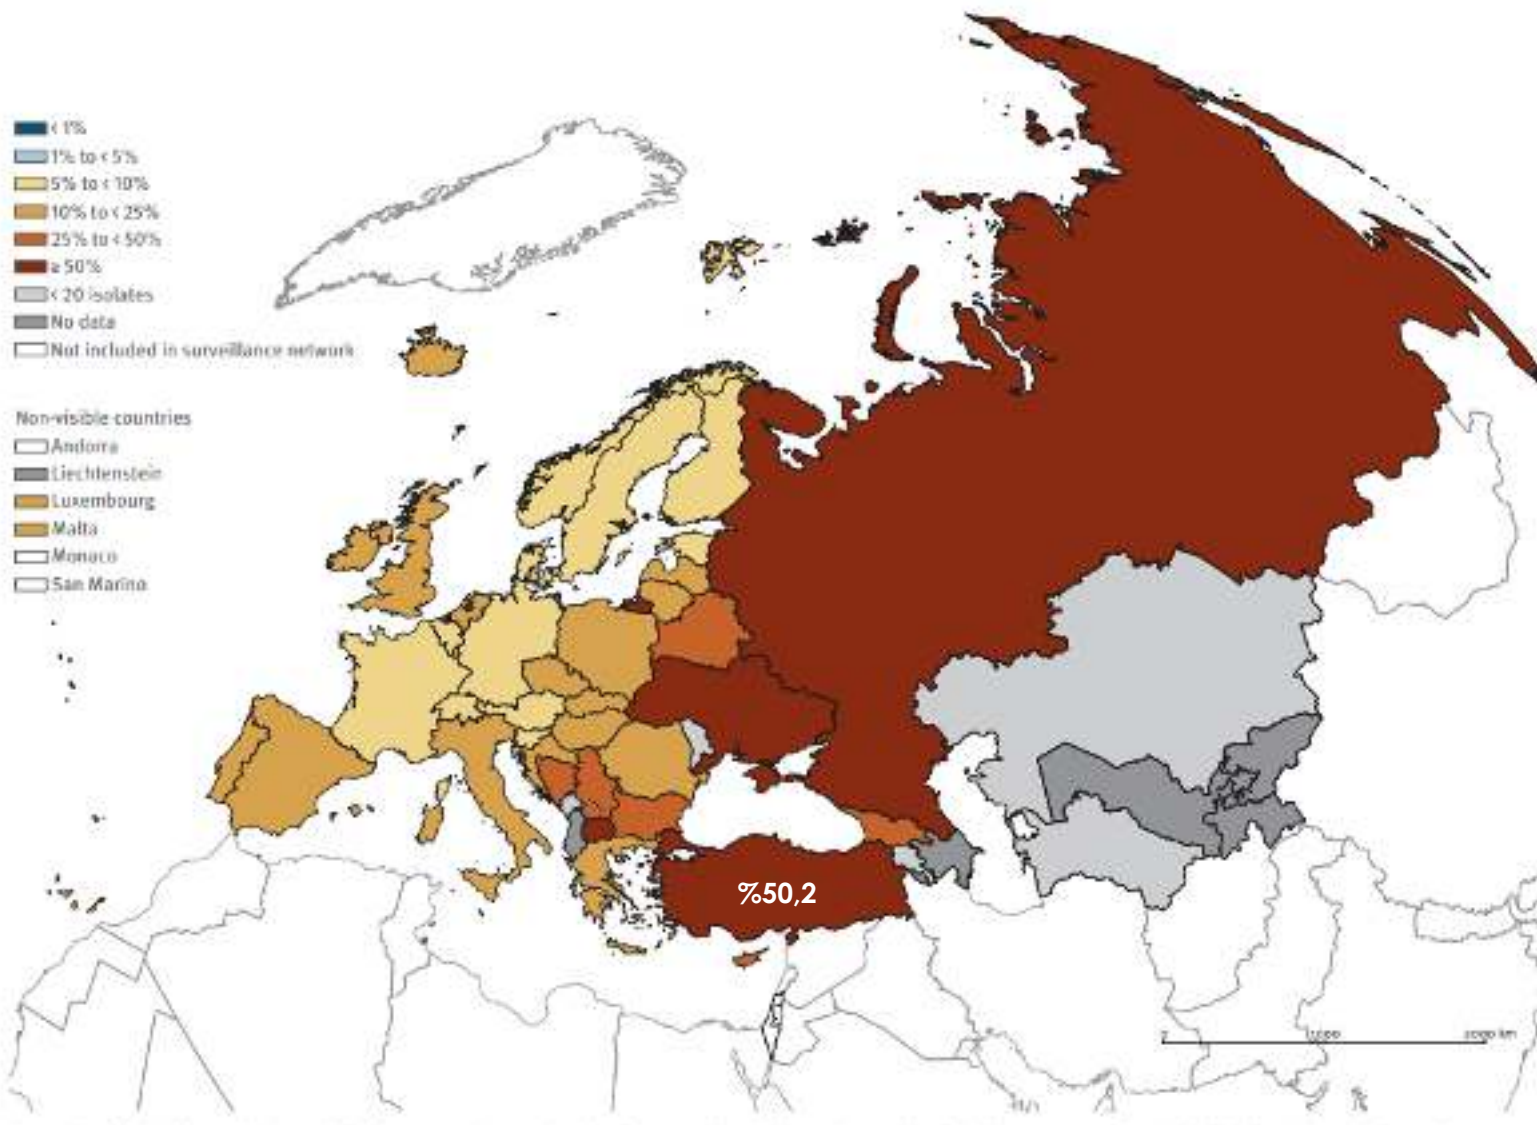 < 1%
1% to < 5%
5% to < 10%
10% to < 25%
25% to < 50%
≥ 50%
< 20 isolates
No data
Not included in surveillance network
Non-visible countries
Andorra
Liechtenstein
Luxembourg
Malta
Monaco
San Marino
%50,2